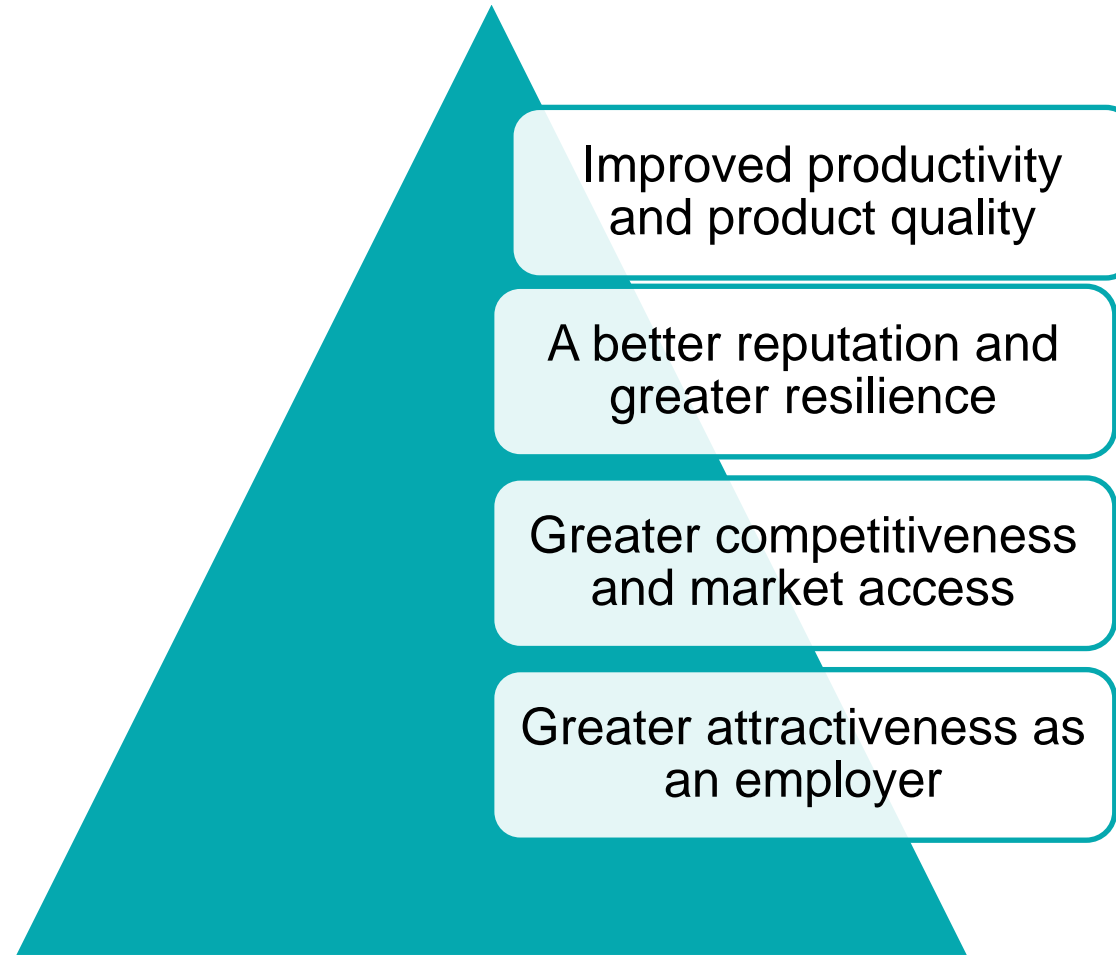 Improved productivity
and product quality
A better reputation and
greater resilience
Greater competitiveness
and market access
Greater attractiveness as
an employer